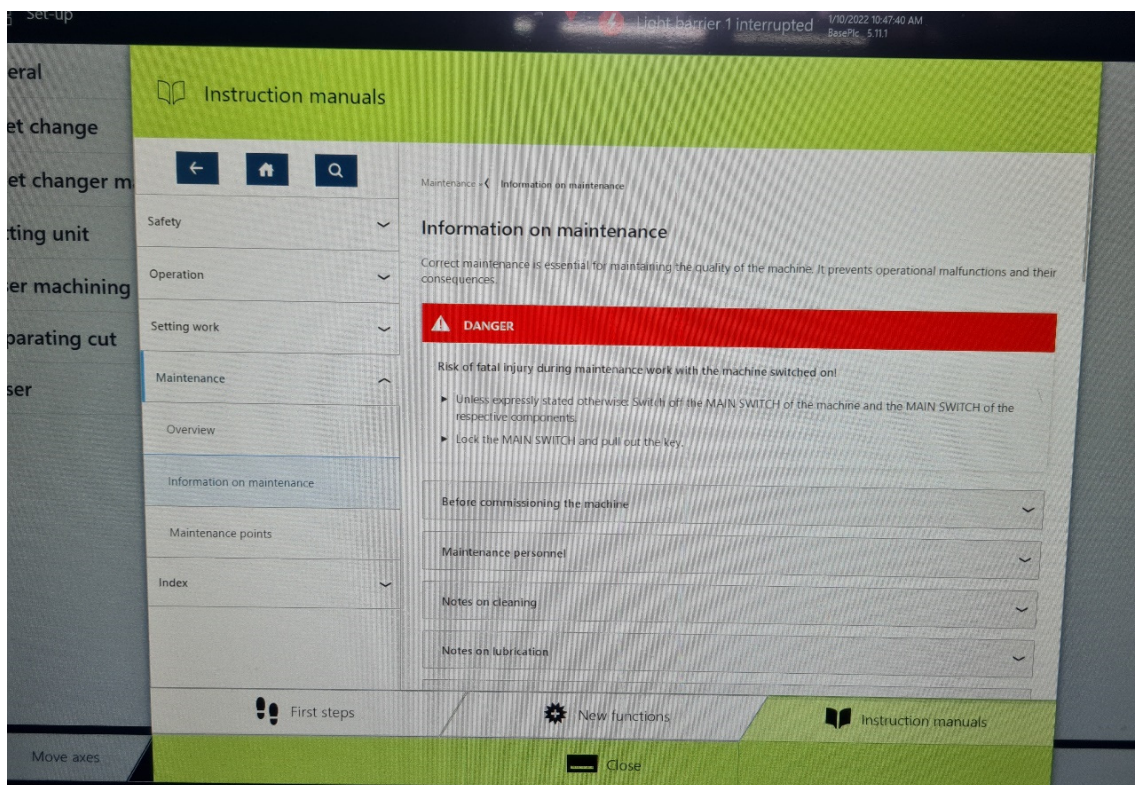 Set-up
Light barrier 1 interrupted
1/10/2022 10:47:40 AM
BasePlc 5.11.1
eral
et change
et changer m
tting unit
er machining
parating cut
ser
Instruction manuals
Safety
Operation
Setting work
Maintenance
Overview
Information on maintenance
Maintenance points
Index
Maintenance
Information on maintenance
Information on maintenance
Correct maintenance is essential for maintaining the quality of the machine. It prevents operational malfunctions and their
consequences.
DANGER
Risk of fatal injury during maintenance work with the machine switched on!
Unless expressly stated otherwise: Switch off the MAIN SWITCH of the machine and the MAIN SWITCH of the
respective components.
Lock the MAIN SWITCH and pull out the key.
Before commissioning the machine
Maintenance personnel
Notes on cleaning
Notes on lubrication
First steps
New functions
Instruction manuals
Move axes
Close